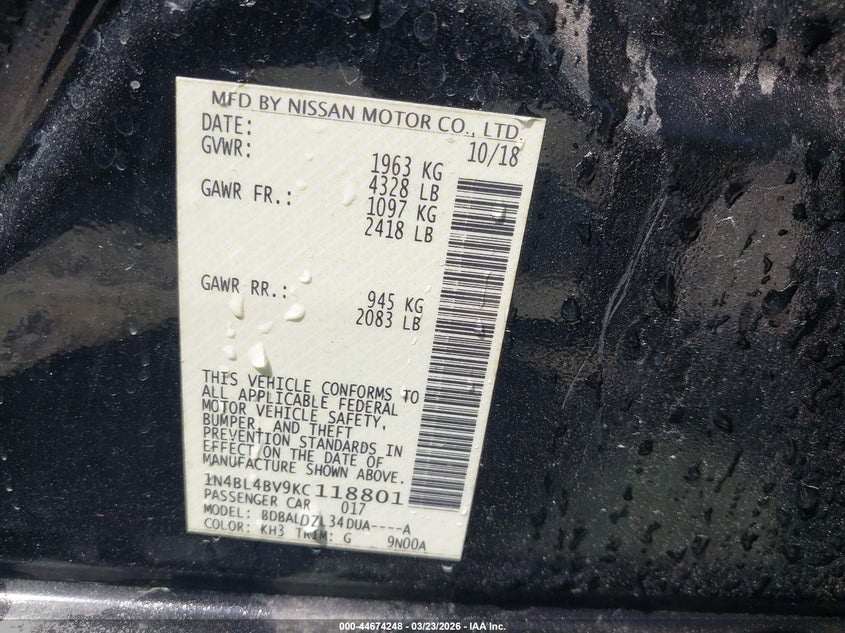 MFD BY NISSAN MOTOR CO., LTD.
DATE: 10/18
GVWR: 1963 KG
4328 LB
GAWR FR.: 1097 KG
2418 LB
GAWR RR.: 945 KG
2083 LB
THIS VEHICLE CONFORMS TO
ALL APPLICABLE FEDERAL
MOTOR VEHICLE SAFETY,
BUMPER, AND THEFT
PREVENTION STANDARDS IN
EFFECT ON THE DATE OF
MANUFACTURE SHOWN ABOVE.
1N4BL4BV9KC118801
PASSENGER CAR 017
MODEL: BDBALDZL34DUA----A
COLOR: KH3 TRIM: G 9N00A
000-44674248 - 03/23/2026 - IAA Inc.